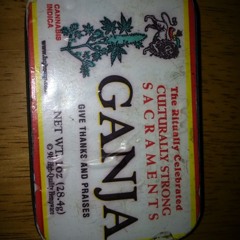 The Ritually Celebrated
CULTURALLY STRONG
SACRAMENTS
CANNABIS
INDICA
GANJA
GIVE THANKS AND PRAISES
NET WT. 1oz (28.4g)